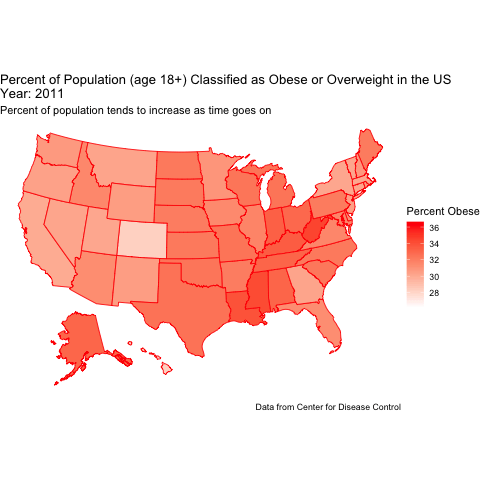 Percent of Population (age 18+) Classified as Obese or Overweight in the US
Year: 2011
Percent of population tends to increase as time goes on
Percent Obese
36
34
32
30
28
Data from Center for Disease Control